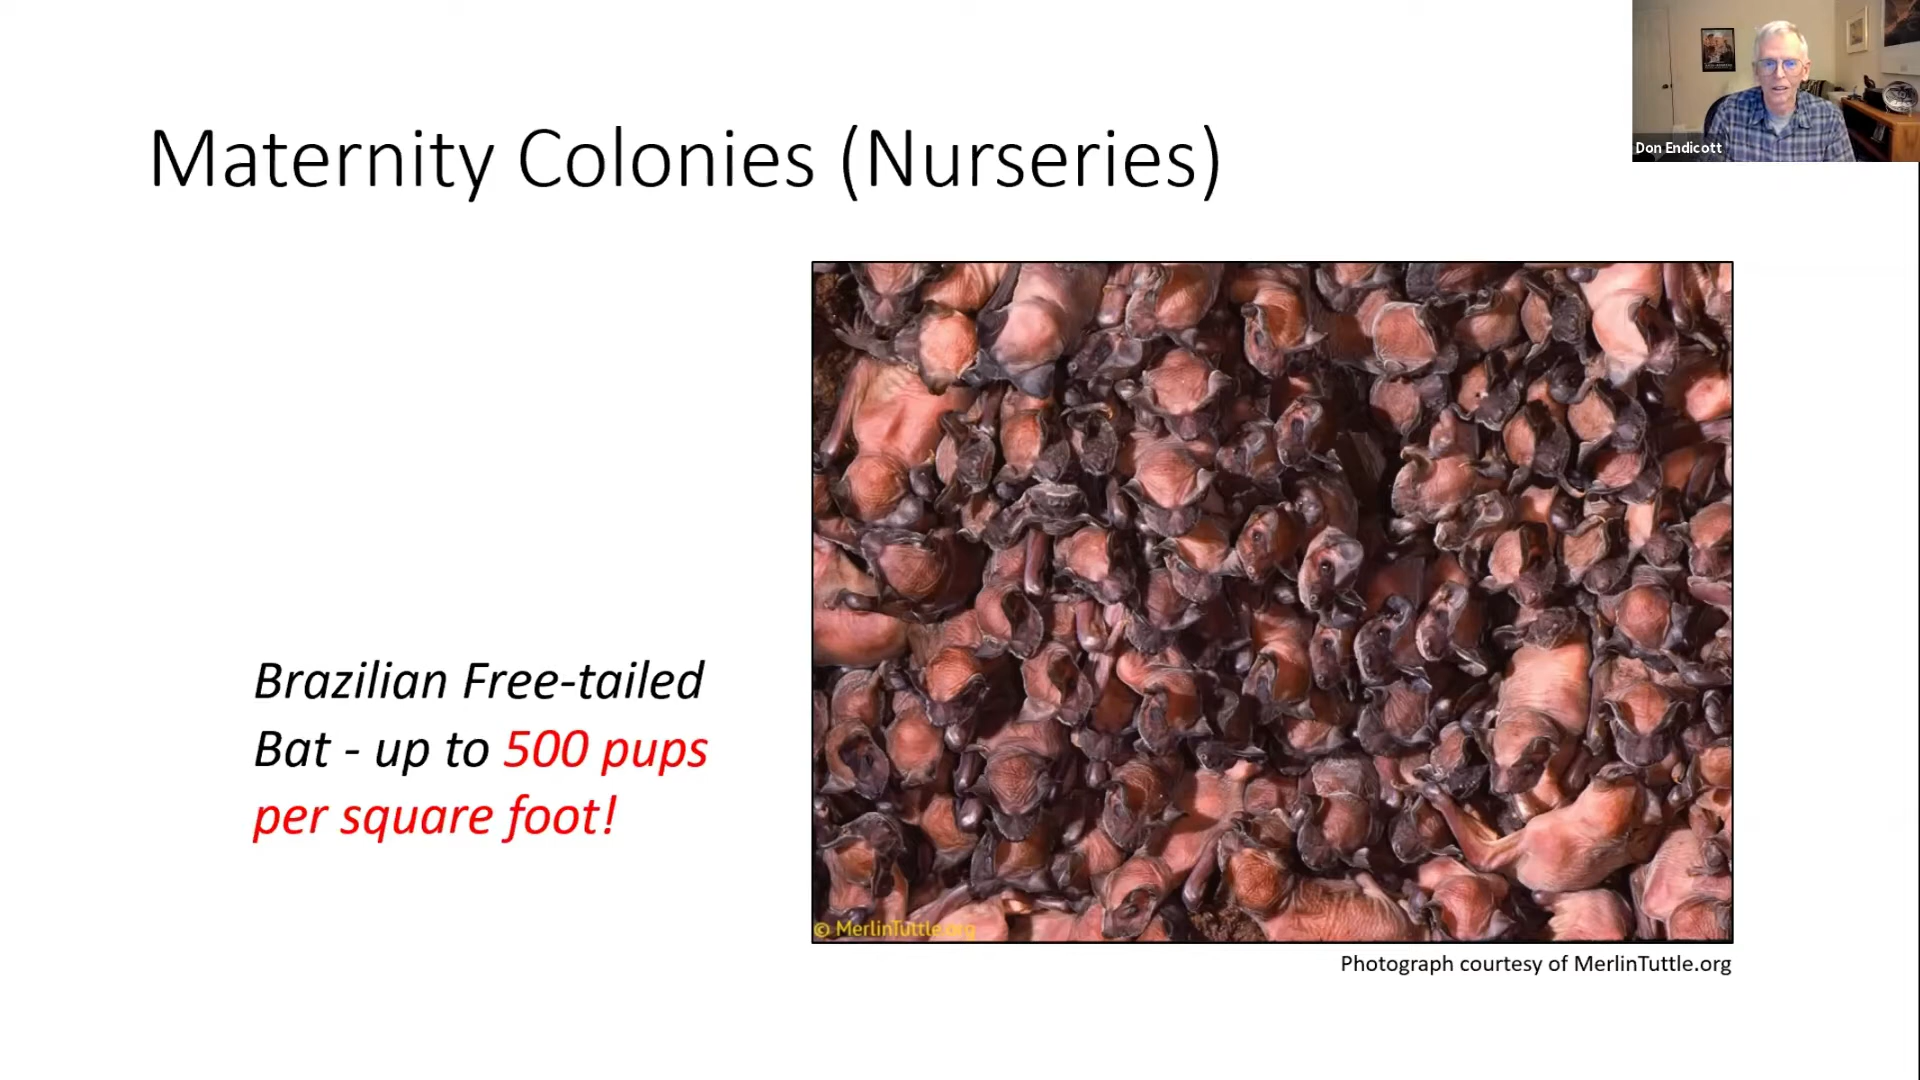 Maternity Colonies (Nurseries)
Don Endicott
Brazilian Free-tailed
Bat - up to 500 pups
per square foot!
© MerlinTuttle.org
Photograph courtesy of MerlinTuttle.org